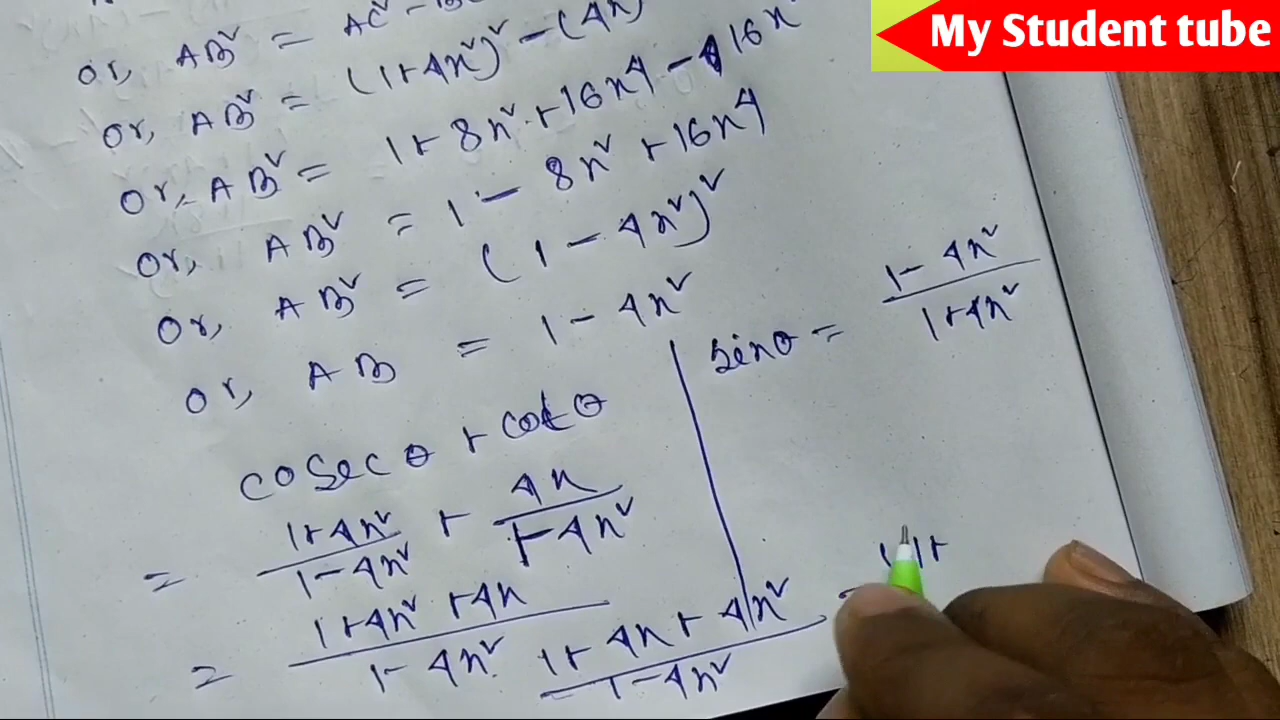 My Student tube
or, AB² = AC² - BC
or, AB² = (1+4x²)² - (4x)
or, AB² = 1 + 8x² + 16x4 - 16x²
or, AB² = 1 - 8x² + 16x4
or, AB² = (1 - 4x²)²
or, AB = 1 - 4x²
sinθ = 1-4x² / 1+4x²
cosecθ + cotθ
= 1+4x² / 1-4x² + 4x / 1-4x²
= 1+4x²+4x / 1-4x² 1+4x+4x² / 1-4x² = (1+